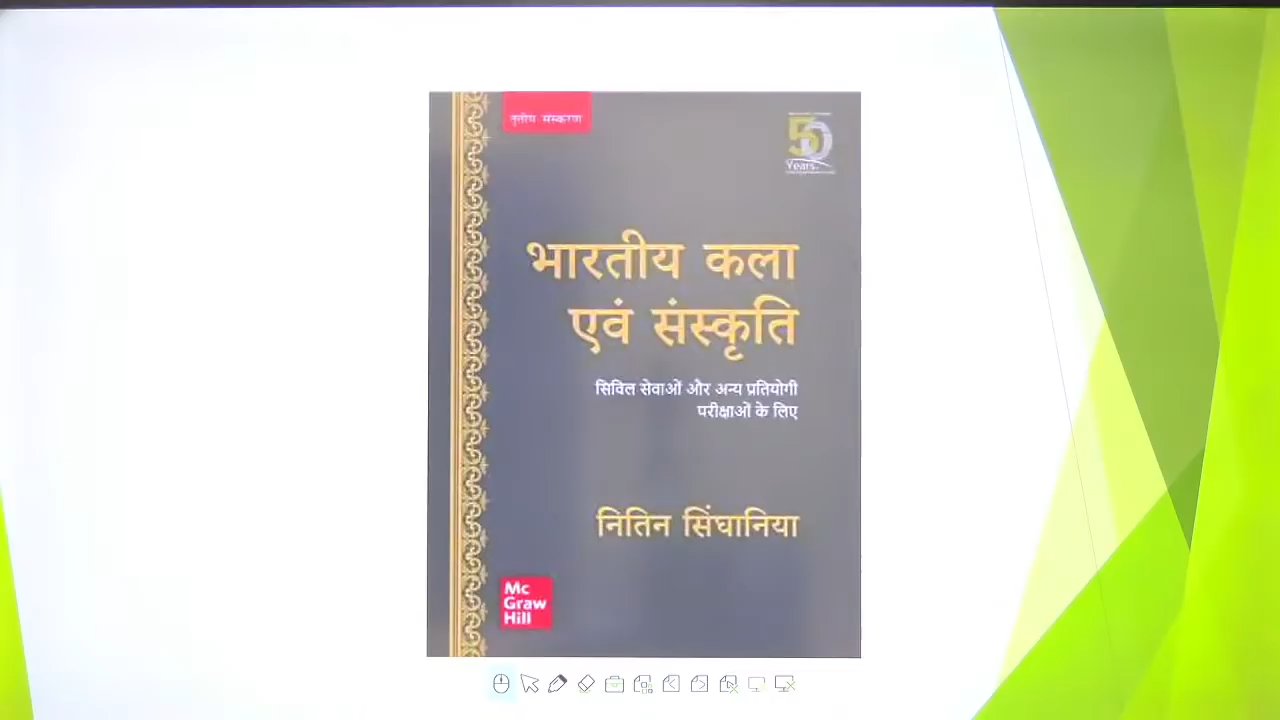 तृतीय संस्करण
50
Years
भारतीय कला
एवं संस्कृति
सिविल सेवाओं और अन्य प्रतियोगी
परीक्षाओं के लिए
नितिन सिंघानिया
Mc
Graw
Hill